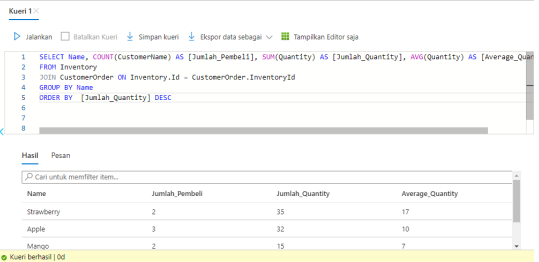 Kueri 1
Jalankan Batalkan Kueri Simpan kueri Ekspor data sebagai Tampilkan Editor saja
1 SELECT Name, COUNT(CustomerName) AS [Jumlah_Pembeli], SUM(Quantity) AS [Jumlah_Quantity], AVG(Quantity) AS [Average_Quan
2 FROM Inventory
3 JOIN CustomerOrder ON Inventory.Id = CustomerOrder.InventoryId
4 GROUP BY Name
5 ORDER BY [Jumlah_Quantity] DESC
6
7
8
Hasil Pesan
Cari untuk memfilter item...
Name Jumlah_Pembeli Jumlah_Quantity Average_Quantity
Strawberry 2 35 17
Apple 3 32 10
Mango 2 15 7
Kueri berhasil | 0d